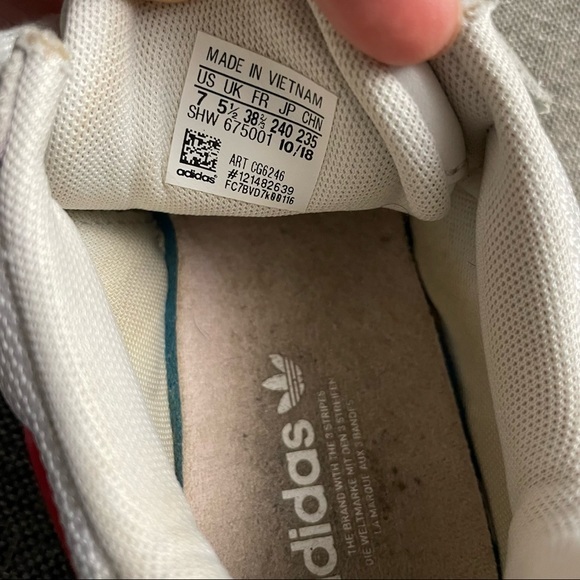 MADE IN VIETNAM
US UK FR JP CHN
7 5½ 38⅔ 240 235
SHW 675001 10/18
ART CG6246
#121482639
FC7BVD7k00116
adidas
adidas
THE BRAND WITH THE 3 STRIPES
DIE WELTMARKE MIT DEN 3 STREIFEN
LA MARQUE AUX 3 BANDES